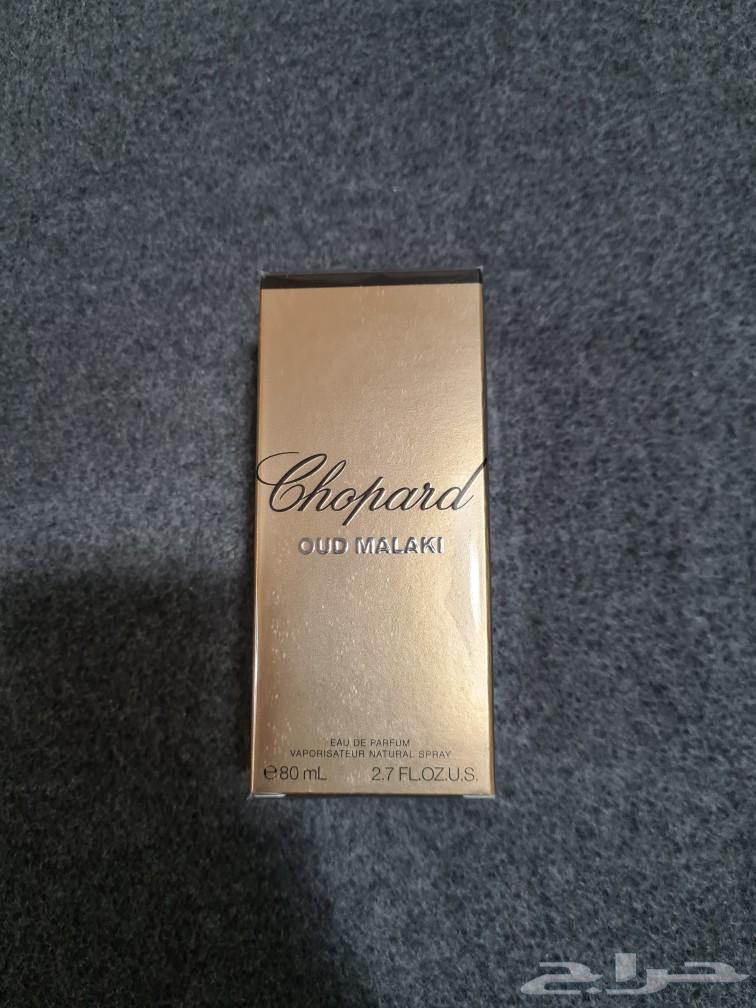 Chopard
OUD MALAKI
EAU DE PARFUM
VAPORISATEUR NATURAL SPRAY
℮80 mL 2.7 FL.OZ.U.S.
حراج